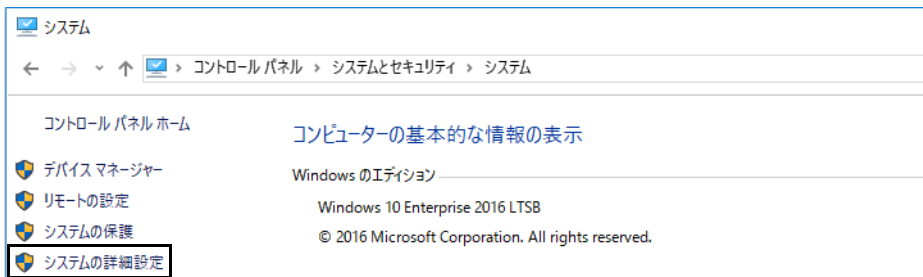 システム
コントロール パネル › システムとセキュリティ › システム
コントロール パネル ホーム
デバイス マネージャー
リモートの設定
システムの保護
システムの詳細設定
コンピューターの基本的な情報の表示
Windows のエディション
Windows 10 Enterprise 2016 LTSB
© 2016 Microsoft Corporation. All rights reserved.